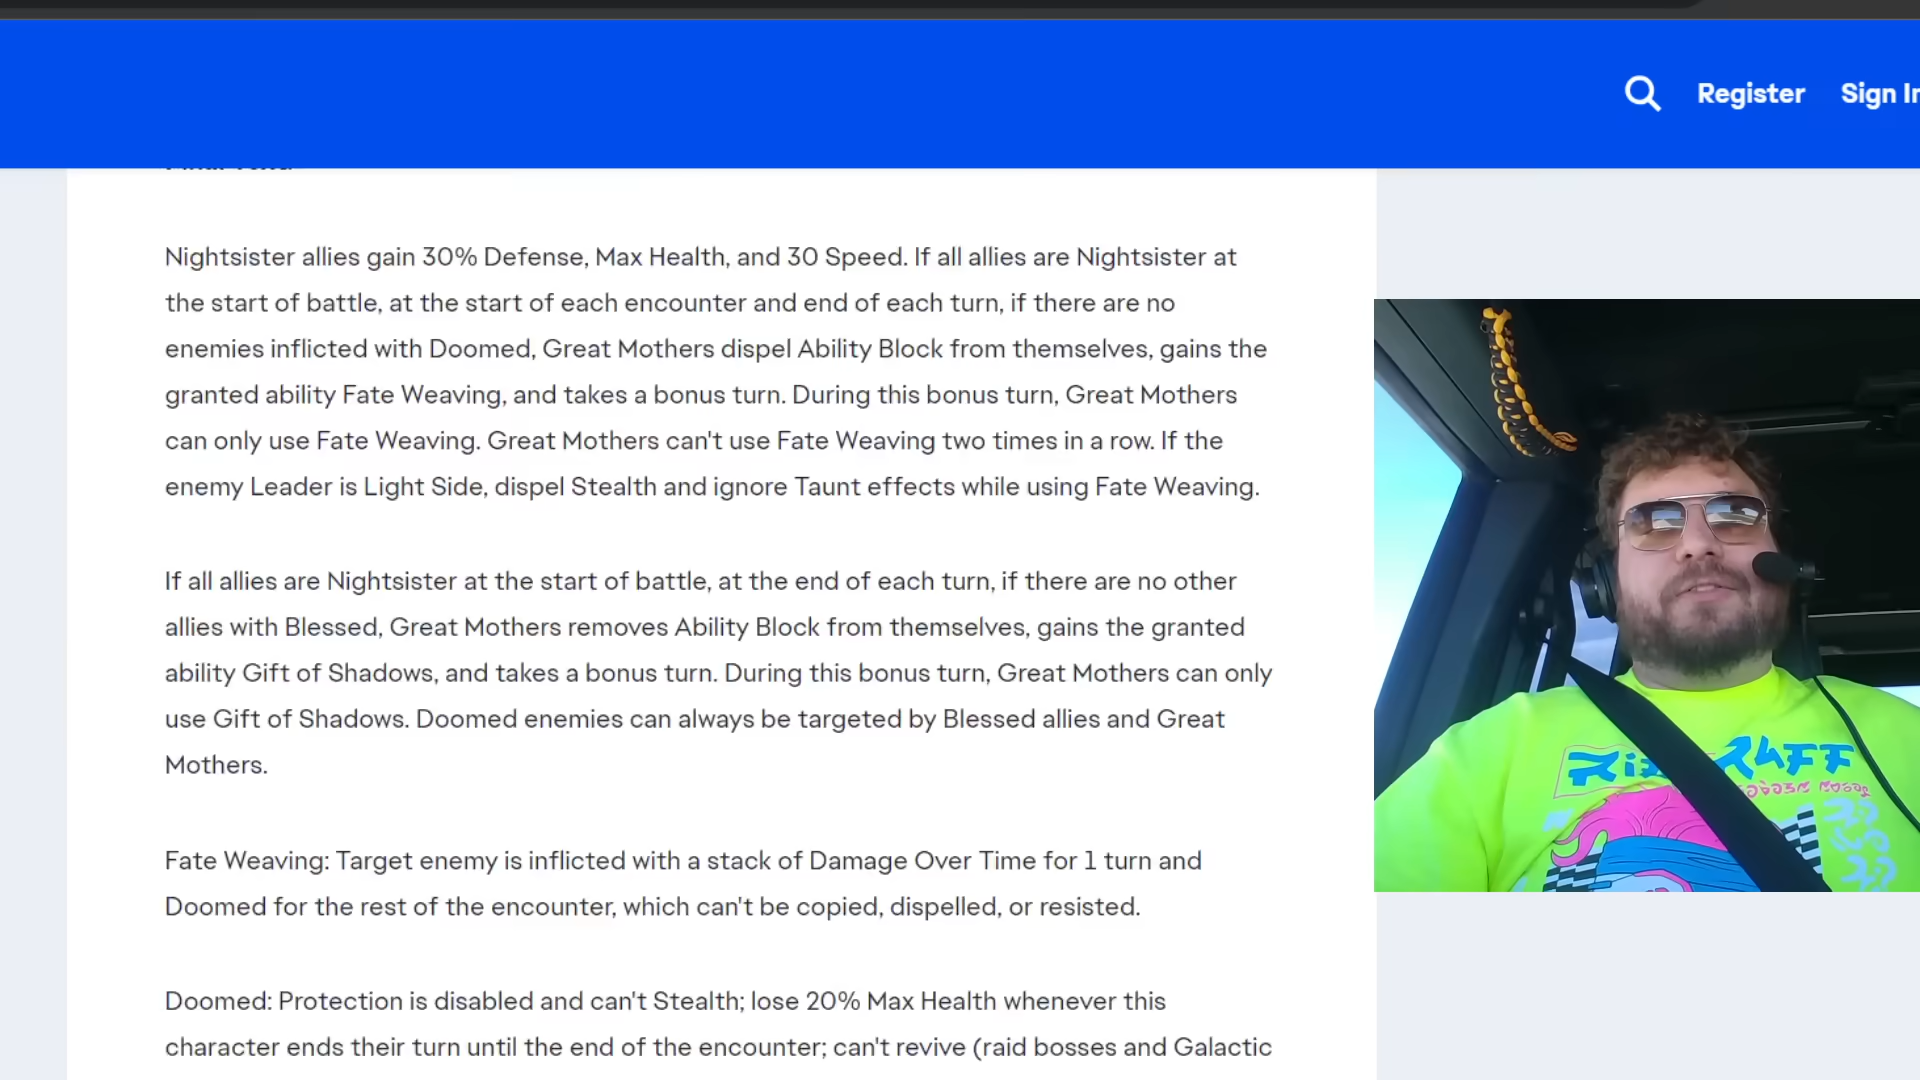 Register Sign In
Nightsister allies gain 30% Defense, Max Health, and 30 Speed. If all allies are Nightsister at
the start of battle, at the start of each encounter and end of each turn, if there are no
enemies inflicted with Doomed, Great Mothers dispel Ability Block from themselves, gains the
granted ability Fate Weaving, and takes a bonus turn. During this bonus turn, Great Mothers
can only use Fate Weaving. Great Mothers can't use Fate Weaving two times in a row. If the
enemy Leader is Light Side, dispel Stealth and ignore Taunt effects while using Fate Weaving.
If all allies are Nightsister at the start of battle, at the end of each turn, if there are no other
allies with Blessed, Great Mothers removes Ability Block from themselves, gains the granted
ability Gift of Shadows, and takes a bonus turn. During this bonus turn, Great Mothers can only
use Gift of Shadows. Doomed enemies can always be targeted by Blessed allies and Great
Mothers.
Fate Weaving: Target enemy is inflicted with a stack of Damage Over Time for 1 turn and
Doomed for the rest of the encounter, which can't be copied, dispelled, or resisted.
Doomed: Protection is disabled and can't Stealth; lose 20% Max Health whenever this
character ends their turn until the end of the encounter; can't revive (raid bosses and Galactic